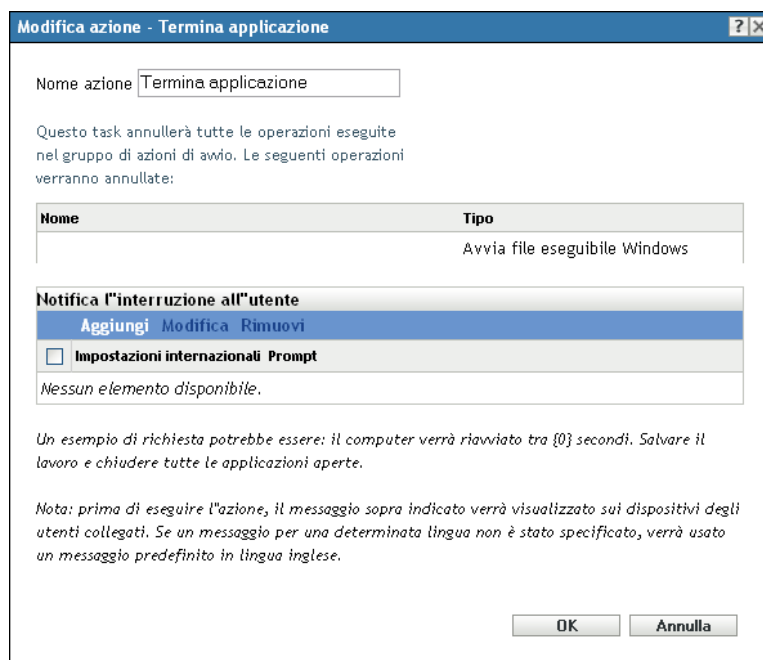 Modifica azione - Termina applicazione
? X
Nome azione Termina applicazione
Questo task annullerà tutte le operazioni eseguite
nel gruppo di azioni di avvio. Le seguenti operazioni
verranno annullate:
Nome Tipo
Avvia file eseguibile Windows
Notifica l"interruzione all"utente
Aggiungi Modifica Rimuovi
Impostazioni internazionali Prompt
Nessun elemento disponibile.
Un esempio di richiesta potrebbe essere: il computer verrà riavviato tra {0} secondi. Salvare il
lavoro e chiudere tutte le applicazioni aperte.
Nota: prima di eseguire l"azione, il messaggio sopra indicato verrà visualizzato sui dispositivi degli
utenti collegati. Se un messaggio per una determinata lingua non è stato specificato, verrà usato
un messaggio predefinito in lingua inglese.
OK Annulla